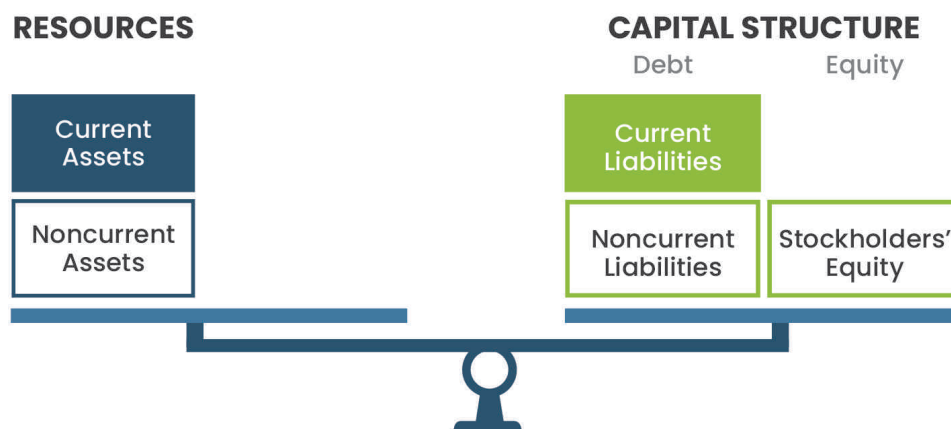 RESOURCES
CAPITAL STRUCTURE
Debt
Equity
Current
Assets
Noncurrent
Assets
Current
Liabilities
Noncurrent
Liabilities
Stockholders'
Equity